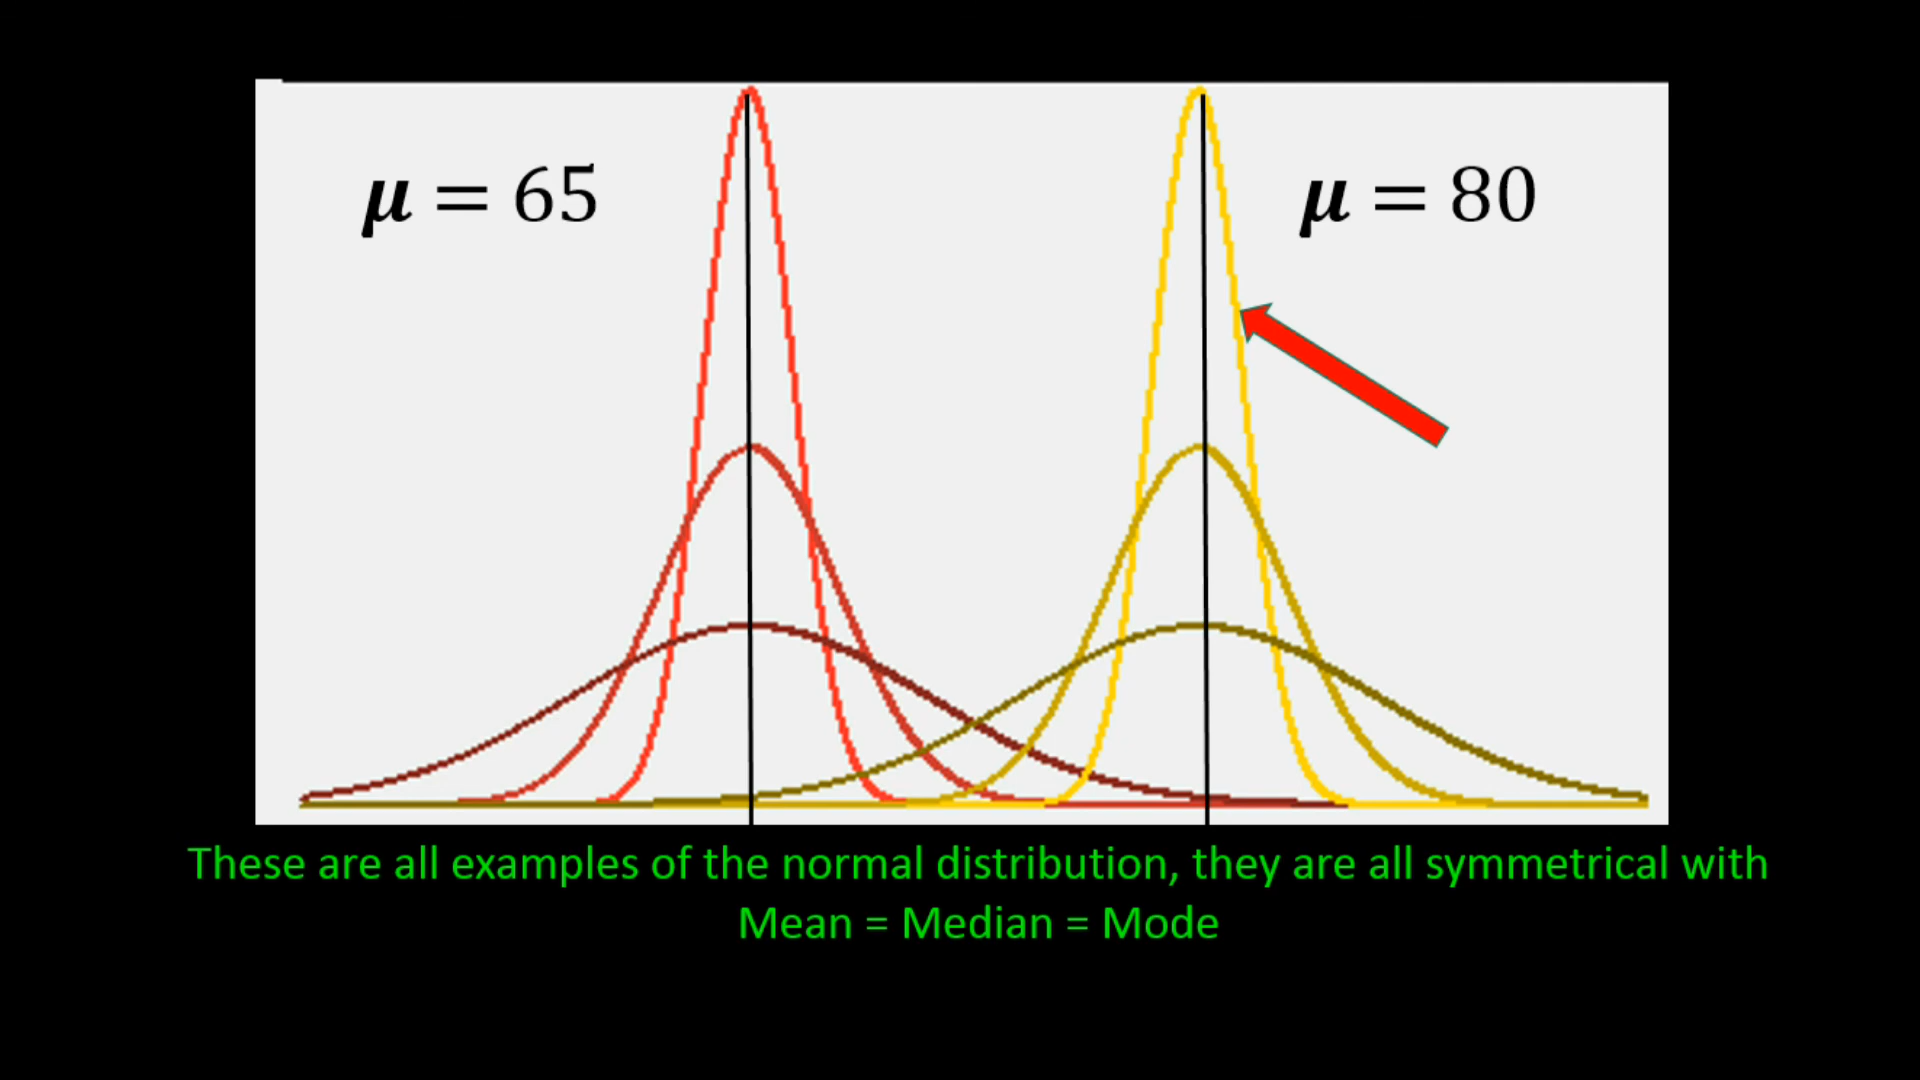 μ = 65
μ = 80
These are all examples of the normal distribution, they are all symmetrical with
Mean = Median = Mode